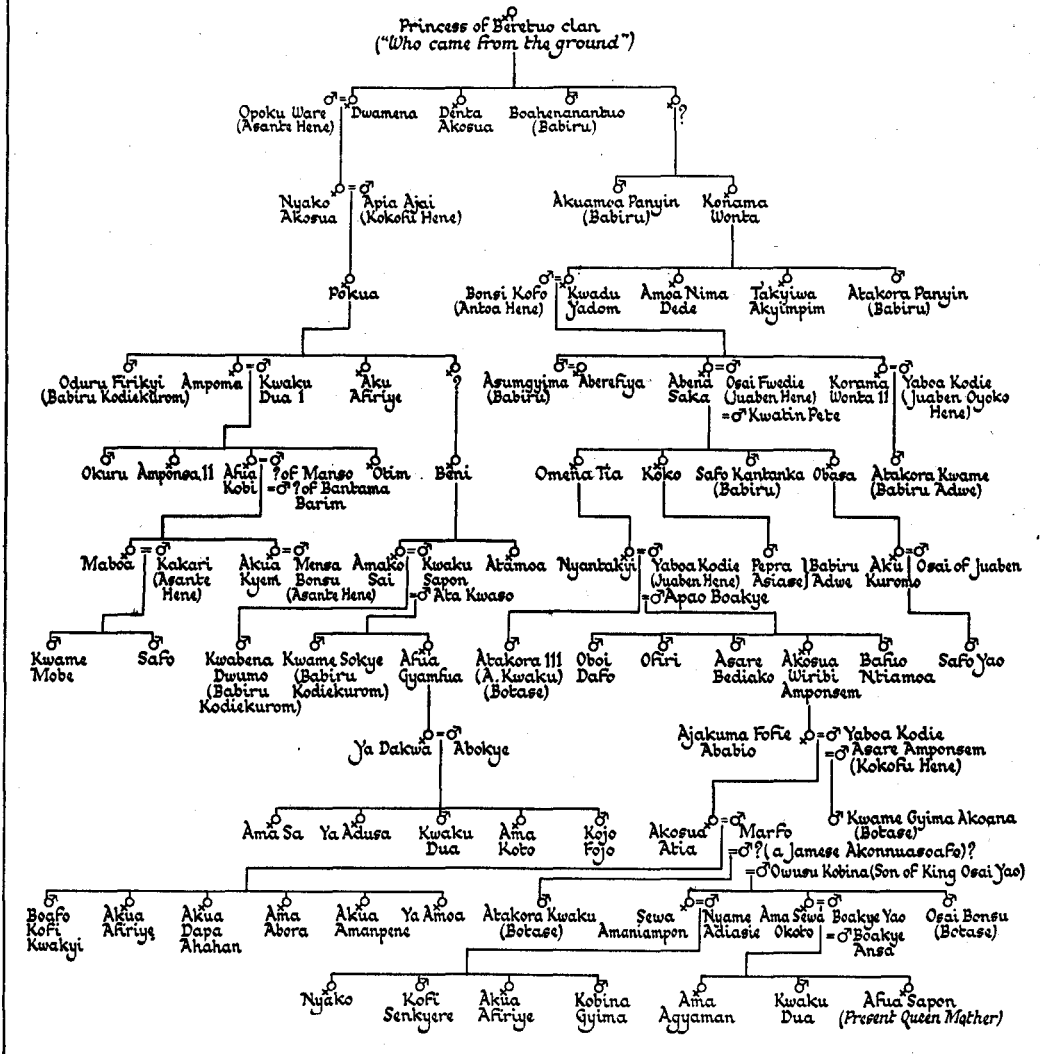 Princess of Beretuo clan
("Who came from the ground")
Opoku Ware
(Asante Hene)
= Dwamena
Denta
Akosua
Boahenanantuo
(Babiru)
?
Nyako
Akosua
= Apia Ajai
(Kokofu Hene)
Akuamoa Panyin
(Babiru)
Konama
Wonta
Pokua
Bonsi Kofo
(Antoa Hene)
= Kwadu
Yadom
Amoa Nima
Dede
Takyiwa
Akyimpim
Atakora Panyin
(Babiru)
Oduru Firikyi
(Babiru Kodiekurom)
Ampoma
= Kwaku
Dua 1
Aku
Afiriye
?
Asumgyima
(Babiru)
= Aberefiya
Abena
Saka
= Osai Fwedie
(Juaben Hene)
=♂ Kwatin Pete
Korama
Wonta 11
= Yaboa Kodie
(Juaben Oyoko
Hene)
Okuru
Amponsa 11
Afua
Kobi
=♂ ? of Manso
=♂ ? of Bantama
Barim
Otim
Beni
Omena Tia
Koko
Safo Kantanka
(Babiru)
Obasa
Atakora Kwame
(Babiru Adwe)
Maboa
= Kakari
(Asante
Hene)
Akua
Kyem
= Mensa
Bonsu
(Asante Hene)
Amako
Sai
= Kwaku
Sapon
=♂ Ata Kwaso
Atamoa
Nyantakyi
= Yaboa Kodie
(Juaben Hene)
=♂ Apao Boakye
Pepra
Asiase
} Babiru
Adwe
Aku
Kuromo
=♂ Osai of Juaben
Kwame
Mobe
Safo
Kwabena
Dwumo
(Babiru
Kodiekurom)
Kwame Sokye
(Babiru
Kodiekurom)
Afua
Gyamfua
Atakora 111
(A. Kwaku)
(Botase)
Oboi
Dafo
Ofiri
Asare
Bediako
Akosua
Wiribi
Amponsem
Bafuo
Ntiamoa
Safo Yao
Ya Dakwa
=♂ Abokye
Ajakuma Fofie
Ababio
=♂ Yaboa Kodie
=♂ Asare Amponsem
(Kokofu Hene)
Ama Sa
Ya Adusa
Kwaku
Dua
Ama
Koto
Kojo
Fojo
Akosua
Atia
=♂ Marfo
=♂ ? (a Jamese Akonnuasoafo)?
=♂ Owusu Kobina (Son of King Osai Yao)
Kwame Gyima Akoana
(Botase)
Boafo
Kofi
Kwakyi
Akua
Afiriye
Akua
Dapa
Ahahan
Ama
Abora
Akua
Amanpene
Ya Amoa
Atakora Kwaku
(Botase)
Sewa
Amaniampon
= Nyame
Adiasie
Ama Sewa
Okoto
= Boakye Yao
=♂ Boakye
Ansa
Osai Bonsu
(Botase)
Nyako
Kofi
Senkyere
Akua
Afiriye
Kobina
Gyima
Ama
Agyaman
Kwaku
Dua
Afua Sapon
(Present Queen Mother)